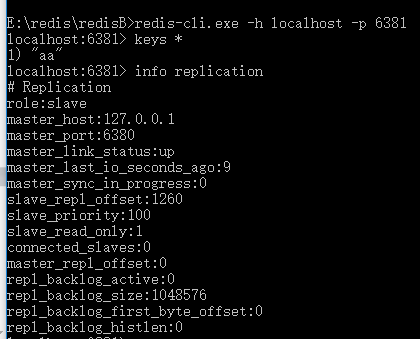 E:\redis\redisB>redis-cli.exe -h localhost -p 6381
localhost:6381> keys *
1) "aa"
localhost:6381> info replication
# Replication
role:slave
master_host:127.0.0.1
master_port:6380
master_link_status:up
master_last_io_seconds_ago:9
master_sync_in_progress:0
slave_repl_offset:1260
slave_priority:100
slave_read_only:1
connected_slaves:0
master_repl_offset:0
repl_backlog_active:0
repl_backlog_size:1048576
repl_backlog_first_byte_offset:0
repl_backlog_histlen:0